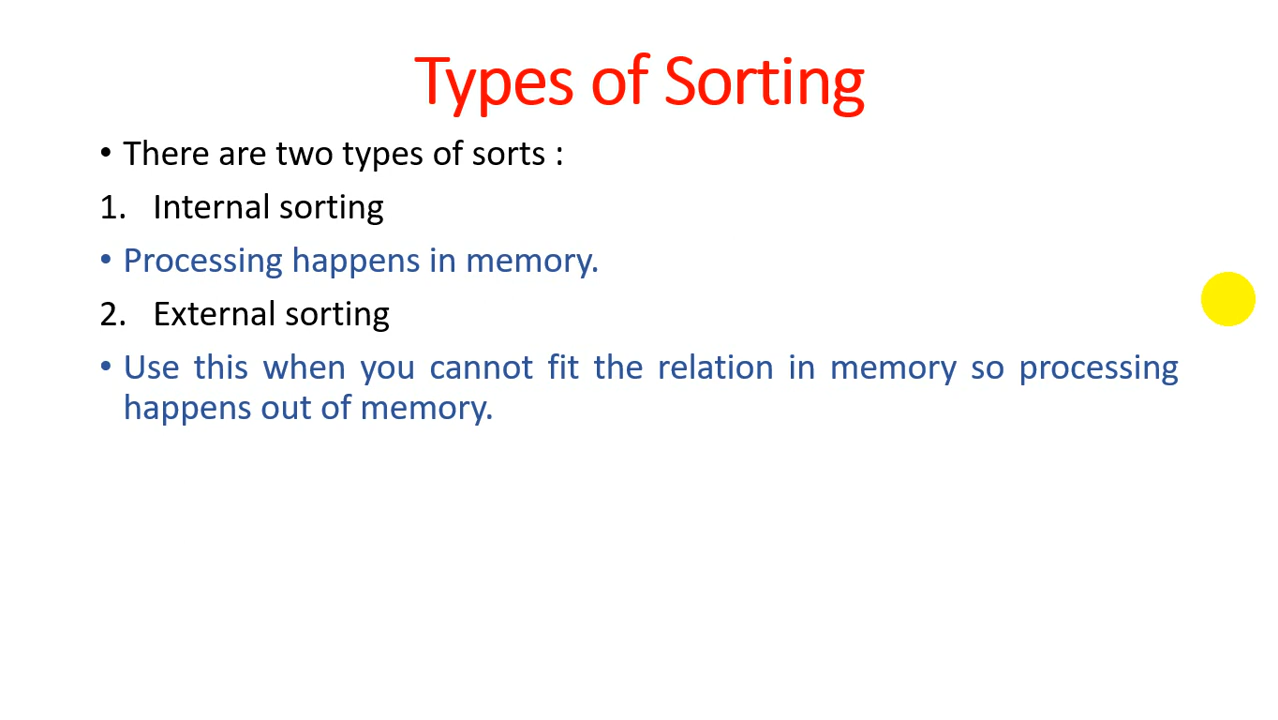 Types of Sorting
• There are two types of sorts :
1. Internal sorting
• Processing happens in memory.
2. External sorting
• Use this when you cannot fit the relation in memory so processing
happens out of memory.